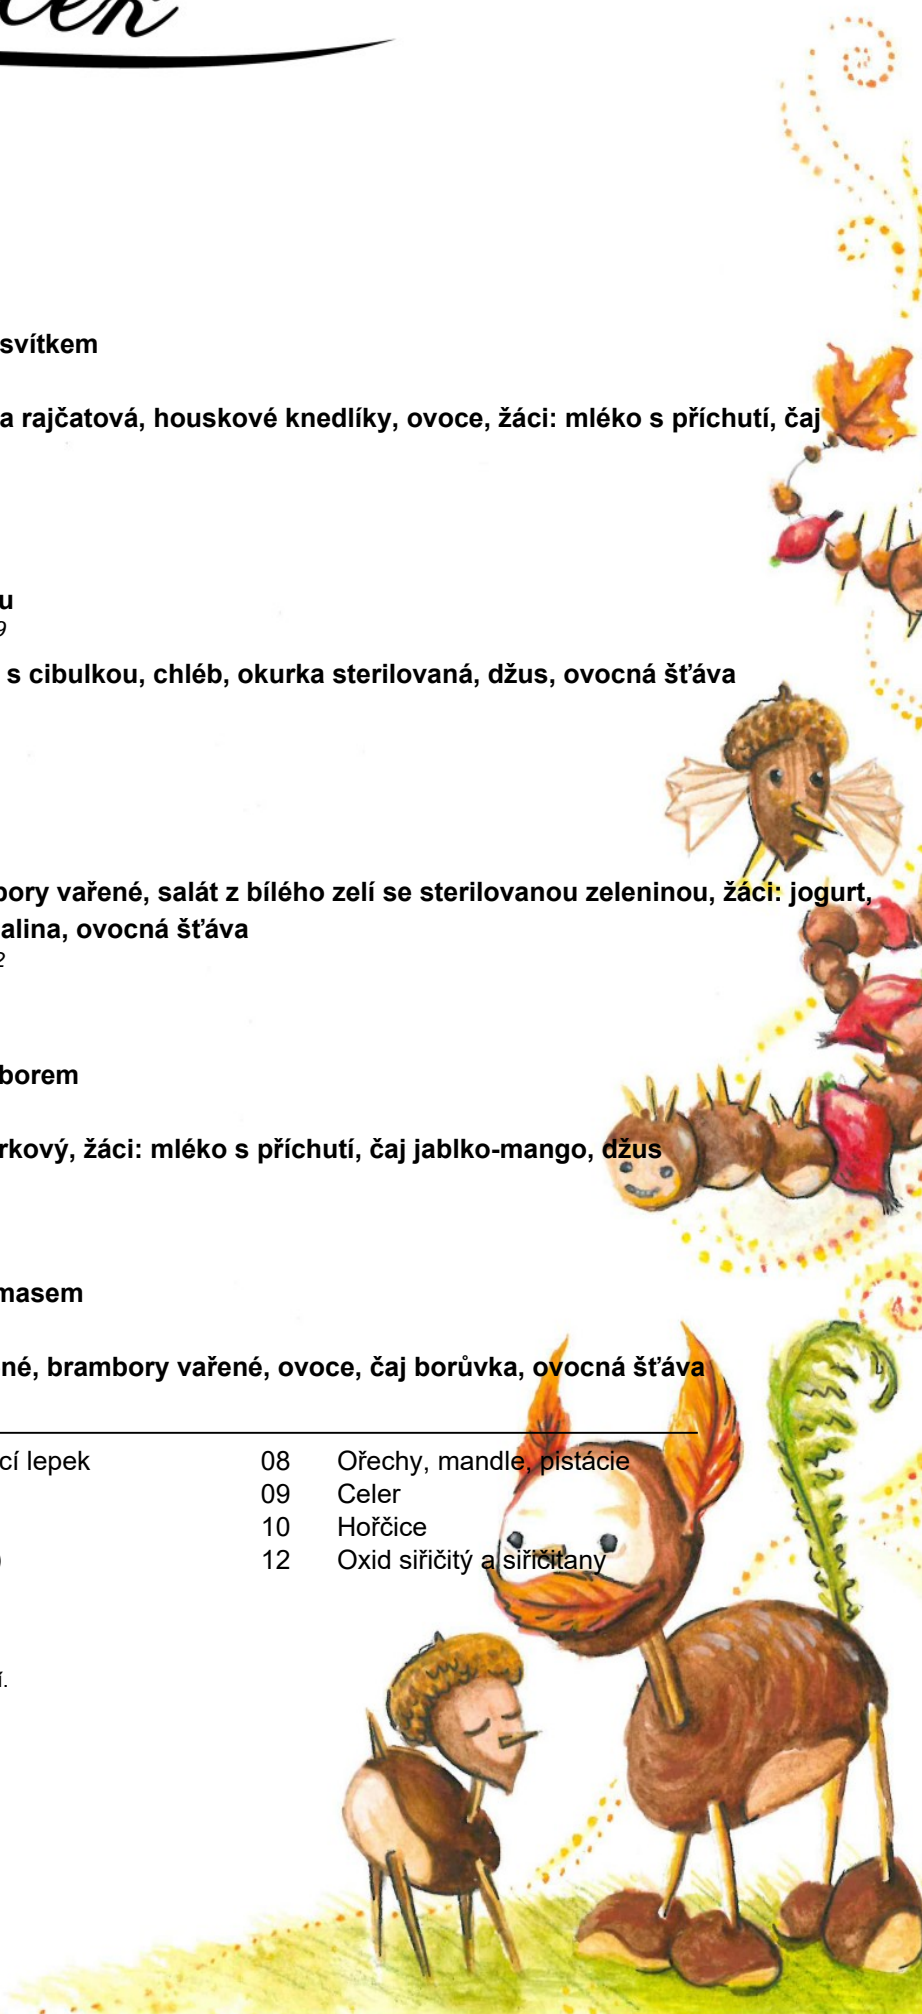 svítkem
a rajčatová, houskové knedlíky, ovoce, žáci: mléko s příchutí, čaj
u
9
s cibulkou, chléb, okurka sterilovaná, džus, ovocná šťáva
bory vařené, salát z bílého zelí se sterilovanou zeleninou, žáci: jogurt,
alina, ovocná šťáva
2
borem
rkový, žáci: mléko s příchutí, čaj jablko-mango, džus
masem
né, brambory vařené, ovoce, čaj borůvka, ovocná šťáva
cí lepek 08 Ořechy, mandle, pistácie
09 Celer
10 Hořčice
) 12 Oxid siřičitý a siřičitany
í.